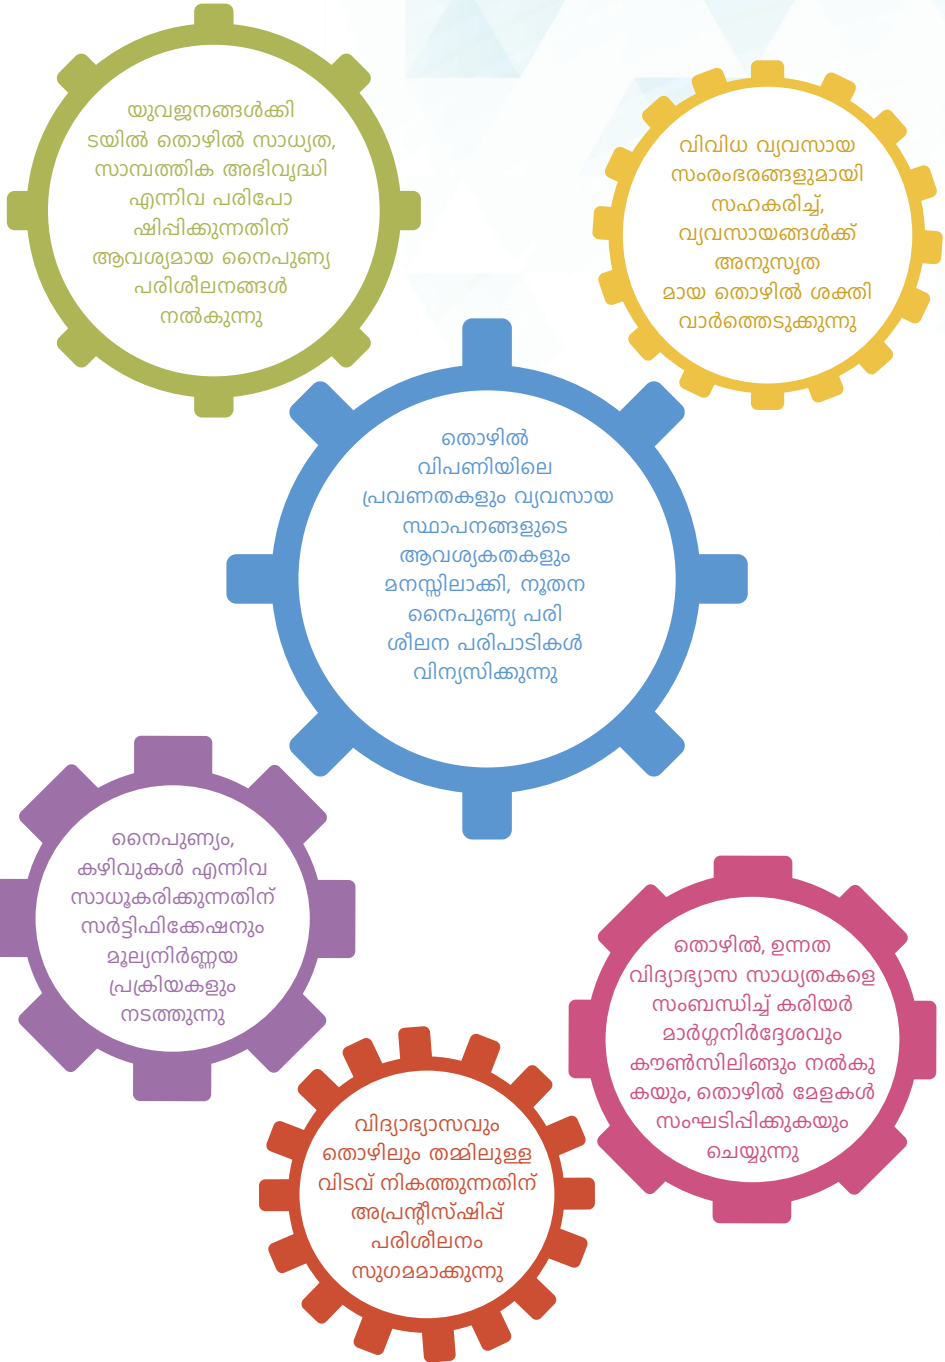 യുവജനങ്ങൾക്കി
ടയിൽ തൊഴിൽ സാധ്യത,
സാമ്പത്തിക അഭിവൃദ്ധി
എന്നിവ പരിപോ
ഷിപ്പിക്കുന്നതിന്
ആവശ്യമായ നൈപുണ്യ
പരിശീലനങ്ങൾ
നൽകുന്നു
വിവിധ വ്യവസായ
സംരംഭരങ്ങളുമായി
സഹകരിച്ച്,
വ്യവസായങ്ങൾക്ക്
അനുസൃത
മായ തൊഴിൽ ശക്തി
വാർത്തെടുക്കുന്നു
തൊഴിൽ
വിപണിയിലെ
പ്രവണതകളും വ്യവസായ
സ്ഥാപനങ്ങളുടെ
ആവശ്യകതകളും
മനസ്സിലാക്കി, നൂതന
നൈപുണ്യ പരി
ശീലന പരിപാടികൾ
വിന്യസിക്കുന്നു
നൈപുണ്യം,
കഴിവുകൾ എന്നിവ
സാധൂകരിക്കുന്നതിന്
സർട്ടിഫിക്കേഷനും
മൂല്യനിർണ്ണയ
പ്രക്രിയകളും
നടത്തുന്നു
തൊഴിൽ, ഉന്നത
വിദ്യാഭ്യാസ സാധ്യതകളെ
സംബന്ധിച്ച് കരിയർ
മാർഗ്ഗനിർദ്ദേശവും
കൗൺസിലിങ്ങും നൽകു
കയും, തൊഴിൽ മേളകൾ
സംഘടിപ്പിക്കുകയും
ചെയ്യുന്നു
വിദ്യാഭ്യാസവും
തൊഴിലും തമ്മിലുള്ള
വിടവ് നികത്തുന്നതിന്
അപ്രന്റീസ്ഷിപ്പ്
പരിശീലനം
സുഗമമാക്കുന്നു